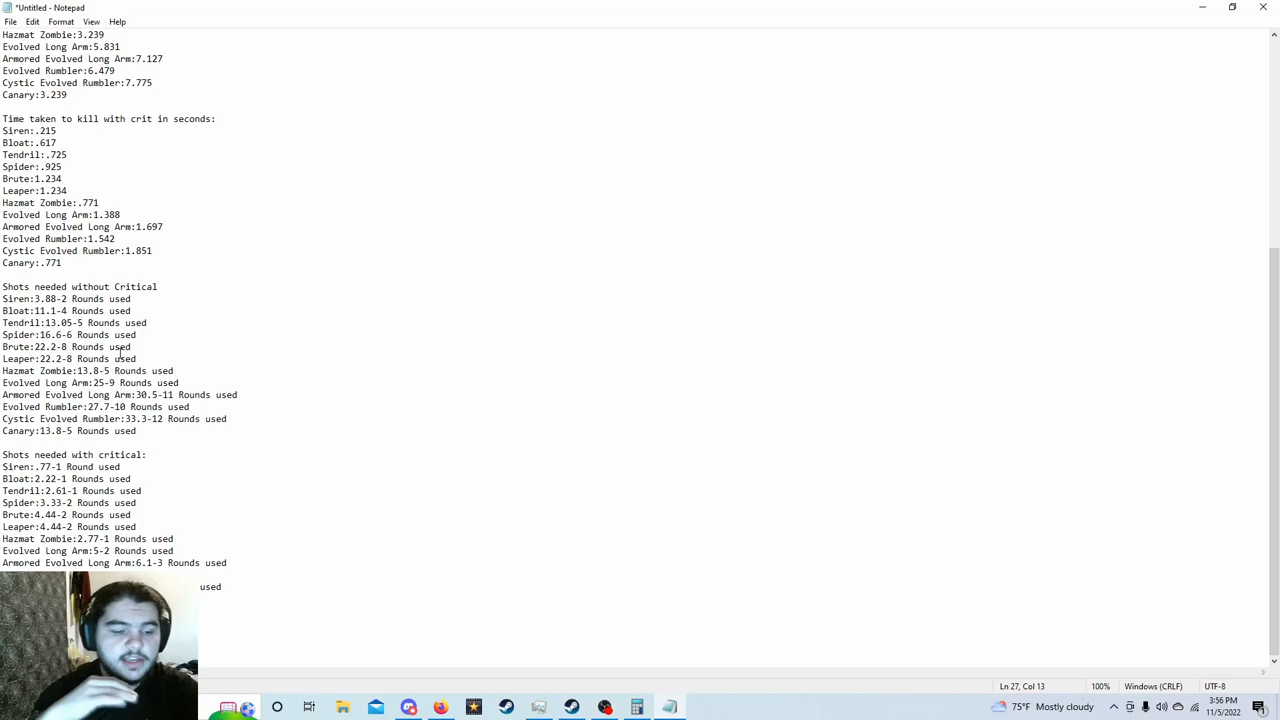 *Untitled - Notepad
File Edit Format View Help
Hazmat Zombie:3.239
Evolved Long Arm:5.831
Armored Evolved Long Arm:7.127
Evolved Rumbler:6.479
Cystic Evolved Rumbler:7.775
Canary:3.239
Time taken to kill with crit in seconds:
Siren:.215
Bloat:.617
Tendril:.725
Spider:.925
Brute:1.234
Leaper:1.234
Hazmat Zombie:.771
Evolved Long Arm:1.388
Armored Evolved Long Arm:1.697
Evolved Rumbler:1.542
Cystic Evolved Rumbler:1.851
Canary:.771
Shots needed without Critical
Siren:3.88-2 Rounds used
Bloat:11.1-4 Rounds used
Tendril:13.05-5 Rounds used
Spider:16.6-6 Rounds used
Brute:22.2-8 Rounds used
Leaper:22.2-8 Rounds used
Hazmat Zombie:13.8-5 Rounds used
Evolved Long Arm:25-9 Rounds used
Armored Evolved Long Arm:30.5-11 Rounds used
Evolved Rumbler:27.7-10 Rounds used
Cystic Evolved Rumbler:33.3-12 Rounds used
Canary:13.8-5 Rounds used
Shots needed with critical:
Siren:.77-1 Round used
Bloat:2.22-1 Rounds used
Tendril:2.61-1 Rounds used
Spider:3.33-2 Rounds used
Brute:4.44-2 Rounds used
Leaper:4.44-2 Rounds used
Hazmat Zombie:2.77-1 Rounds used
Evolved Long Arm:5-2 Rounds used
Armored Evolved Long Arm:6.1-3 Rounds used
used
Ln 27, Col 13 100% Windows (CRLF) UTF-8
75°F Mostly cloudy 3:56 PM
11/5/2022